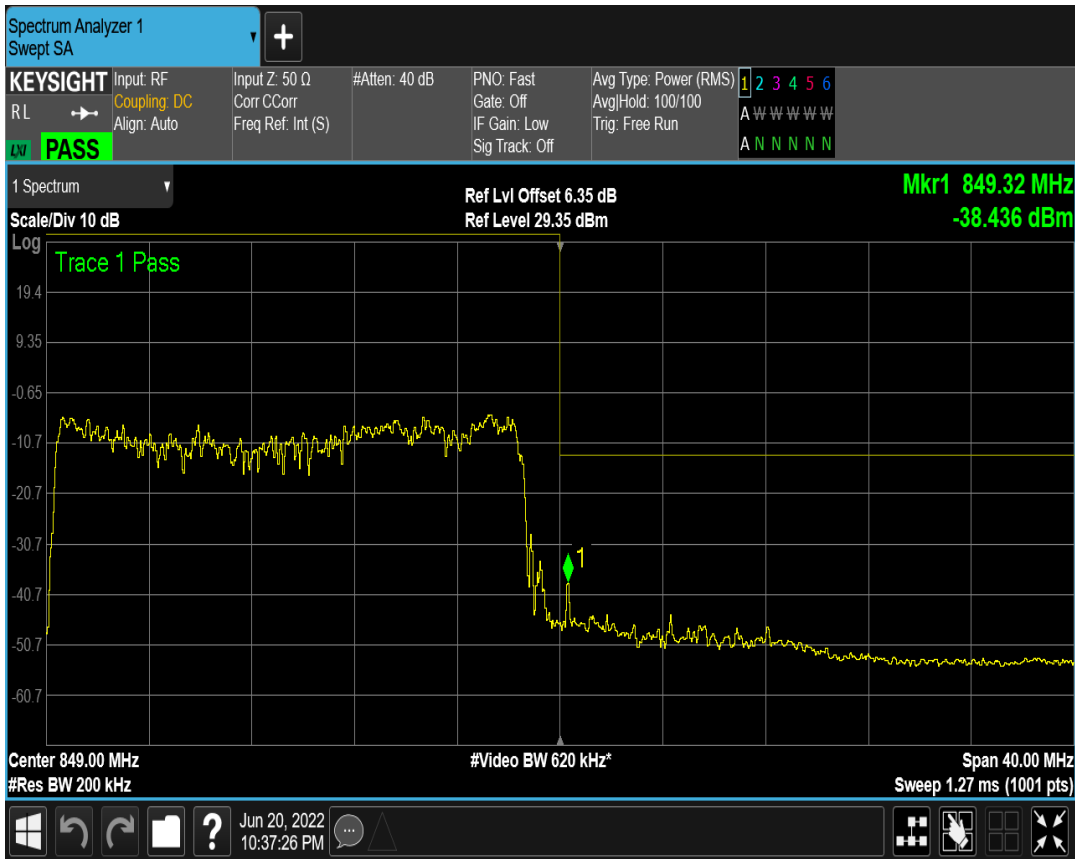 Spectrum Analyzer 1
Swept SA
KEYSIGHT
R L
LXI PASS
Input: RF
Coupling: DC
Align: Auto
Input Z: 50 Ω
Corr CCorr
Freq Ref: Int (S)
#Atten: 40 dB
PNO: Fast
Gate: Off
IF Gain: Low
Sig Track: Off
Avg Type: Power (RMS)
Avg|Hold: 100/100
Trig: Free Run
1 2 3 4 5 6
A W W W W W
A N N N N N
1 Spectrum
Scale/Div 10 dB
Ref Lvl Offset 6.35 dB
Ref Level 29.35 dBm
Mkr1 849.32 MHz
-38.436 dBm
Log
Trace 1 Pass
19.4
9.35
-0.65
-10.7
-20.7
-30.7
-40.7
-50.7
-60.7
1
Center 849.00 MHz
#Res BW 200 kHz
#Video BW 620 kHz*
Span 40.00 MHz
Sweep 1.27 ms (1001 pts)
?
Jun 20, 2022
10:37:26 PM